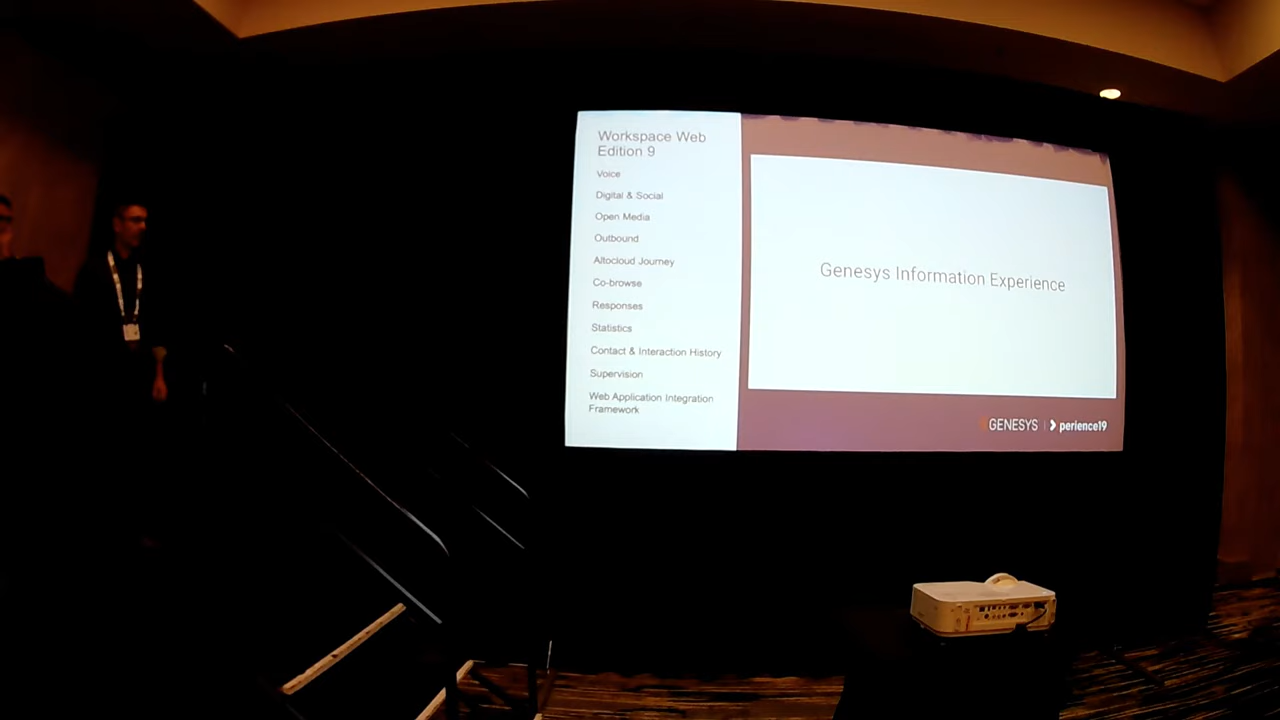 Workspace Web
Edition 9
Voice
Digital & Social
Open Media
Outbound
Altocloud Journey
Co-browse
Responses
Statistics
Contact & Interaction History
Supervision
Web Application Integration
Framework
Genesys Information Experience
GENESYS | perience19